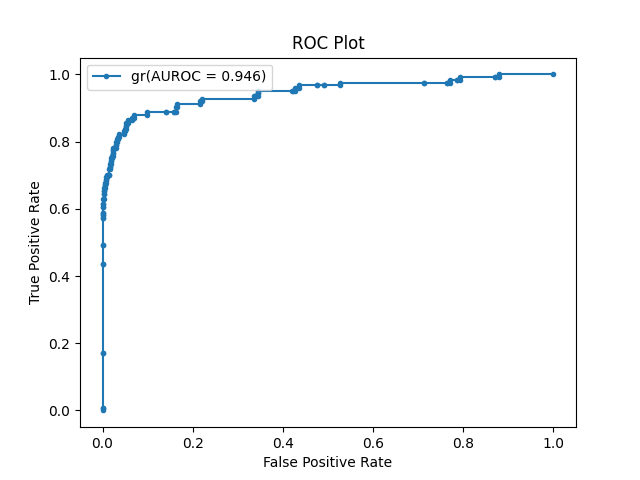 ROC Plot
gr(AUROC = 0.946)
1.0
0.8
0.6
0.4
0.2
0.0
True Positive Rate
0.0 0.2 0.4 0.6 0.8 1.0
False Positive Rate